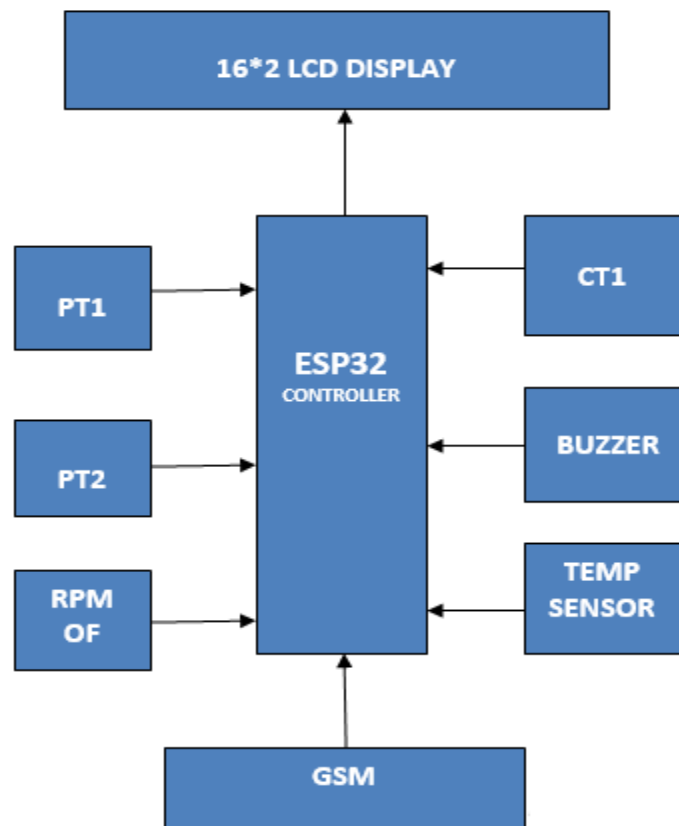 16*2 LCD DISPLAY
PT1
CT1
ESP32
CONTROLLER
PT2
BUZZER
RPM
OF
TEMP
SENSOR
GSM